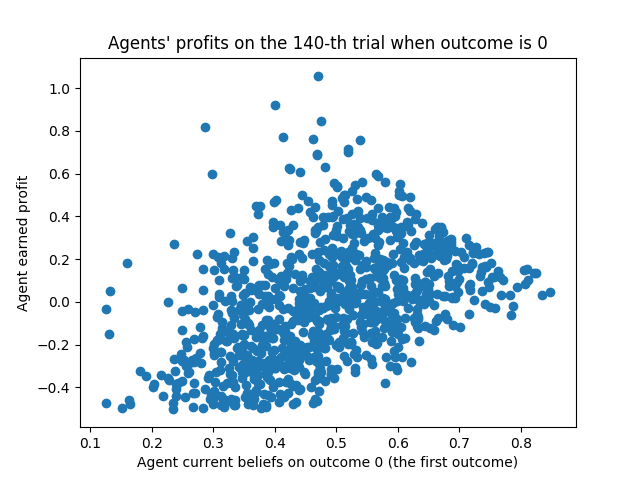 Agents' profits on the 140-th trial when outcome is 0
1.0
0.8
0.6
0.4
0.2
0.0
−0.2
−0.4
Agent earned profit
0.1 0.2 0.3 0.4 0.5 0.6 0.7 0.8
Agent current beliefs on outcome 0 (the first outcome)